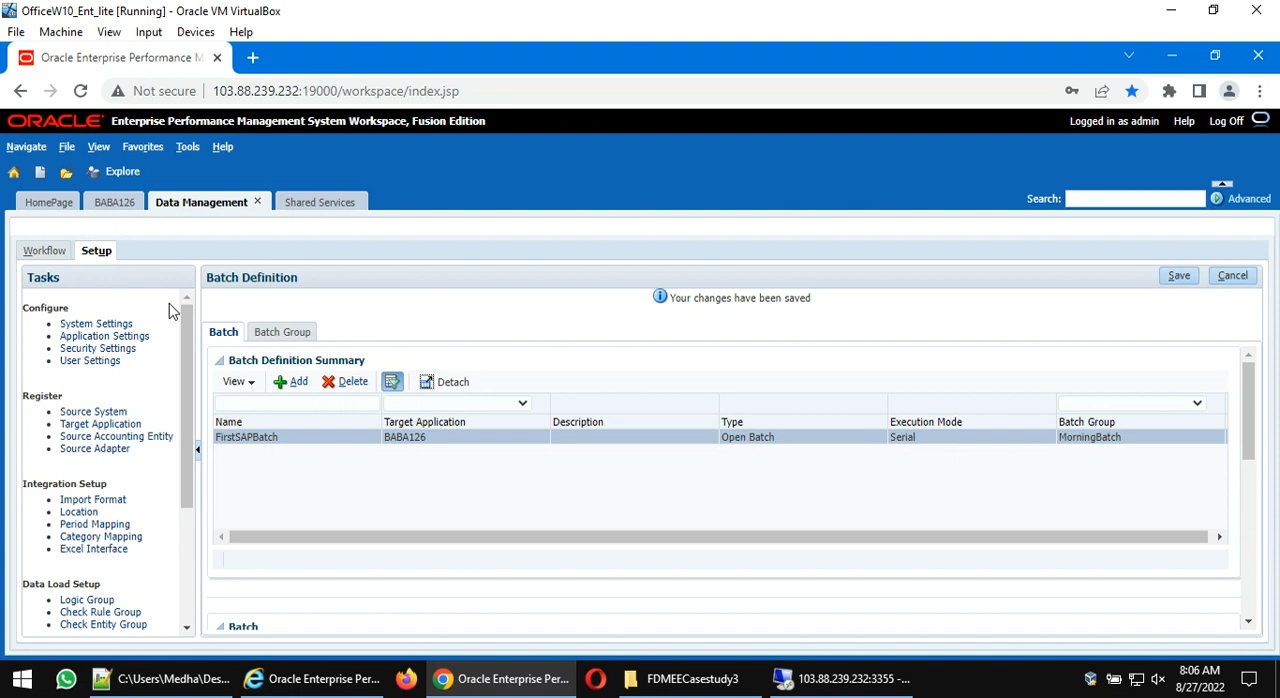 OfficeW10_Ent_lite [Running] - Oracle VM VirtualBox
File Machine View Input Devices Help
Oracle Enterprise Performance M
Not secure 103.88.239.232:19000/workspace/index.jsp
ORACLE Enterprise Performance Management System Workspace, Fusion Edition Logged in as admin Help Log Off
Navigate File View Favorites Tools Help
Explore
HomePage BABA126 Data Management Shared Services Search: Advanced
Workflow Setup
Tasks
Configure
System Settings
Application Settings
Security Settings
User Settings
Register
Source System
Target Application
Source Accounting Entity
Source Adapter
Integration Setup
Import Format
Location
Period Mapping
Category Mapping
Excel Interface
Data Load Setup
Logic Group
Check Rule Group
Check Entity Group
Batch Definition Save Cancel
Your changes have been saved
Batch Batch Group
Batch Definition Summary
View Add Delete Detach
Name Target Application Description Type Execution Mode Batch Group
FirstSAPBatch BABA126 Open Batch Serial MorningBatch
Batch
C:\Users\Medha\Des... Oracle Enterprise Per... Oracle Enterprise Per... FDMEECasestudy3 103.88.239.232:3355 -...
8:06 AM
8/27/2022